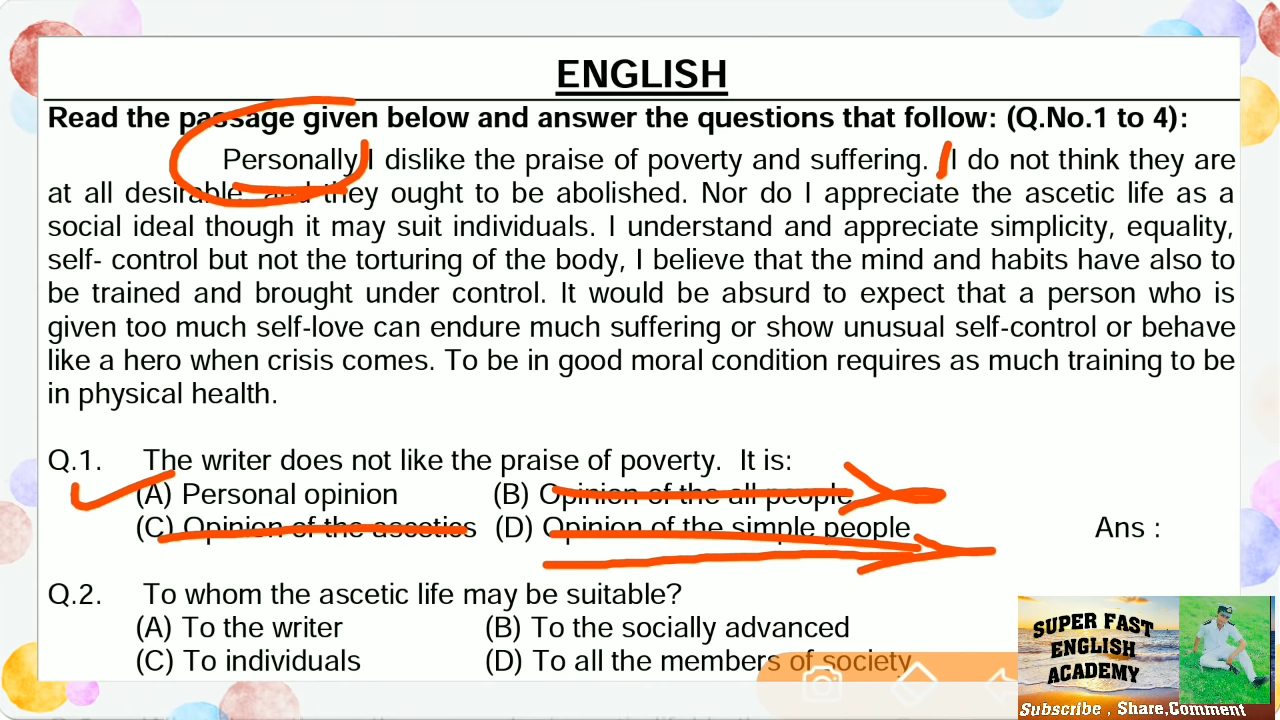 ENGLISH
Read the passage given below and answer the questions that follow: (Q.No.1 to 4):
Personally I dislike the praise of poverty and suffering. I do not think they are
at all desirable, and they ought to be abolished. Nor do I appreciate the ascetic life as a
social ideal though it may suit individuals. I understand and appreciate simplicity, equality,
self- control but not the torturing of the body, I believe that the mind and habits have also to
be trained and brought under control. It would be absurd to expect that a person who is
given too much self-love can endure much suffering or show unusual self-control or behave
like a hero when crisis comes. To be in good moral condition requires as much training to be
in physical health.
Q.1. The writer does not like the praise of poverty. It is:
(A) Personal opinion (B) Opinion of the all people
(C) Opinion of the ascetics (D) Opinion of the simple people Ans :
Q.2. To whom the ascetic life may be suitable?
(A) To the writer (B) To the socially advanced
(C) To individuals (D) To all the members of society
SUPER FAST
ENGLISH
ACADEMY
Subscribe , Share,Comment